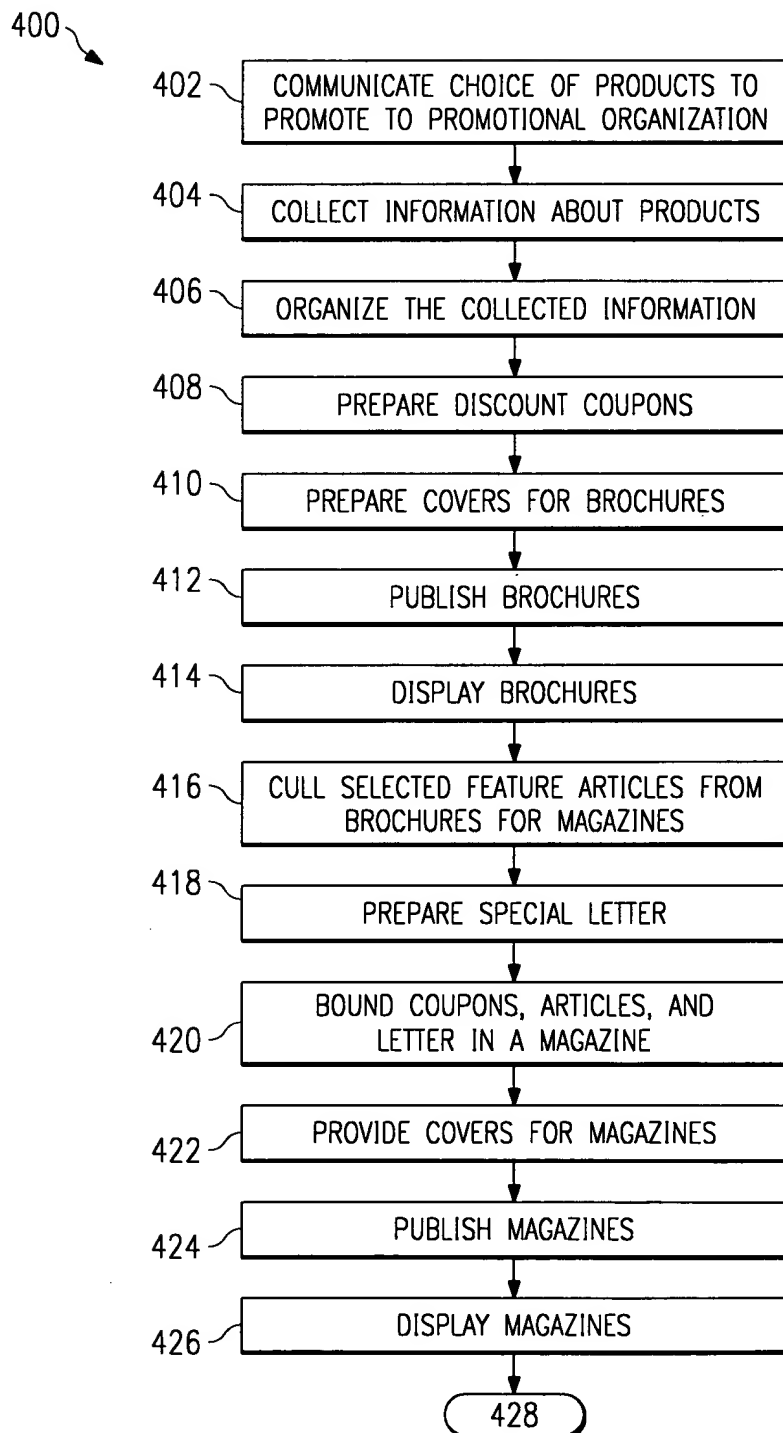 400
402
COMMUNICATE CHOICE OF PRODUCTS TO
PROMOTE TO PROMOTIONAL ORGANIZATION
404
COLLECT INFORMATION ABOUT PRODUCTS
406
ORGANIZE THE COLLECTED INFORMATION
408
PREPARE DISCOUNT COUPONS
410
PREPARE COVERS FOR BROCHURES
412
PUBLISH BROCHURES
414
DISPLAY BROCHURES
416
CULL SELECTED FEATURE ARTICLES FROM
BROCHURES FOR MAGAZINES
418
PREPARE SPECIAL LETTER
420
BOUND COUPONS, ARTICLES, AND
LETTER IN A MAGAZINE
422
PROVIDE COVERS FOR MAGAZINES
424
PUBLISH MAGAZINES
426
DISPLAY MAGAZINES
428